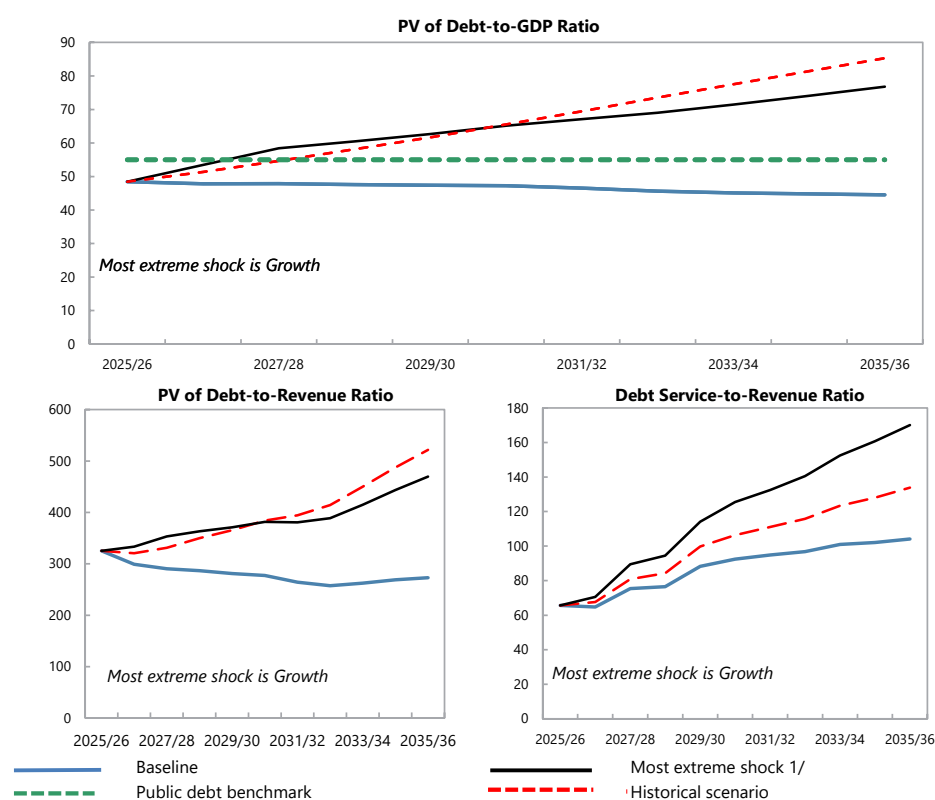 PV of Debt-to-GDP Ratio
90
80
70
60
50
40
30
20
10
0
Most extreme shock is Growth
2025/26 2027/28 2029/30 2031/32 2033/34 2035/36
PV of Debt-to-Revenue Ratio
600
500
400
300
200
100
0
Most extreme shock is Growth
2025/26 2027/28 2029/30 2031/32 2033/34 2035/36
Debt Service-to-Revenue Ratio
180
160
140
120
100
80
60
40
20
0
Most extreme shock is Growth
2025/26 2027/28 2029/30 2031/32 2033/34 2035/36
Baseline
Most extreme shock 1/
Public debt benchmark
Historical scenario